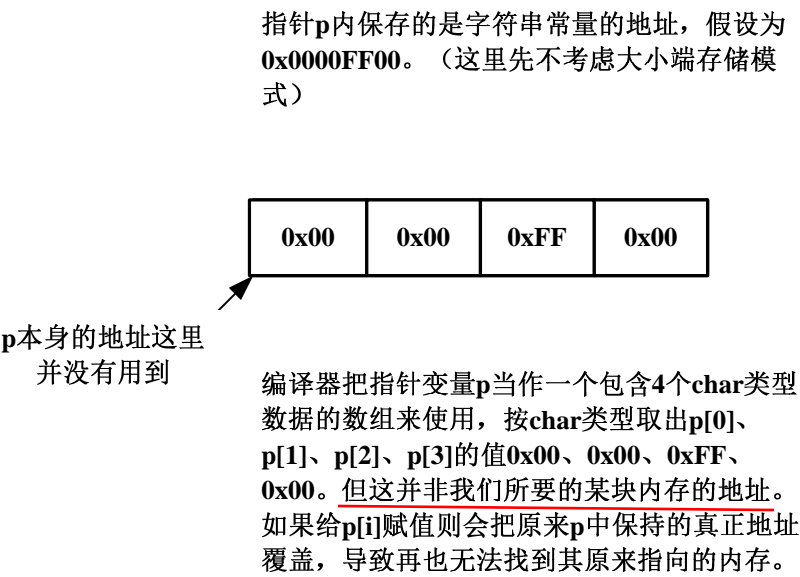 指针p内保存的是字符串常量的地址，假设为
0x0000FF00。（这里先不考虑大小端存储模
式）
0x00 0x00 0xFF 0x00
p本身的地址这里
并没有用到
编译器把指针变量p当作一个包含4个char类型
数据的数组来使用，按char类型取出p[0]、
p[1]、p[2]、p[3]的值0x00、0x00、0xFF、
0x00。但这并非我们所要的某块内存的地址。
如果给p[i]赋值则会把原来p中保持的真正地址
覆盖，导致再也无法找到其原来指向的内存。